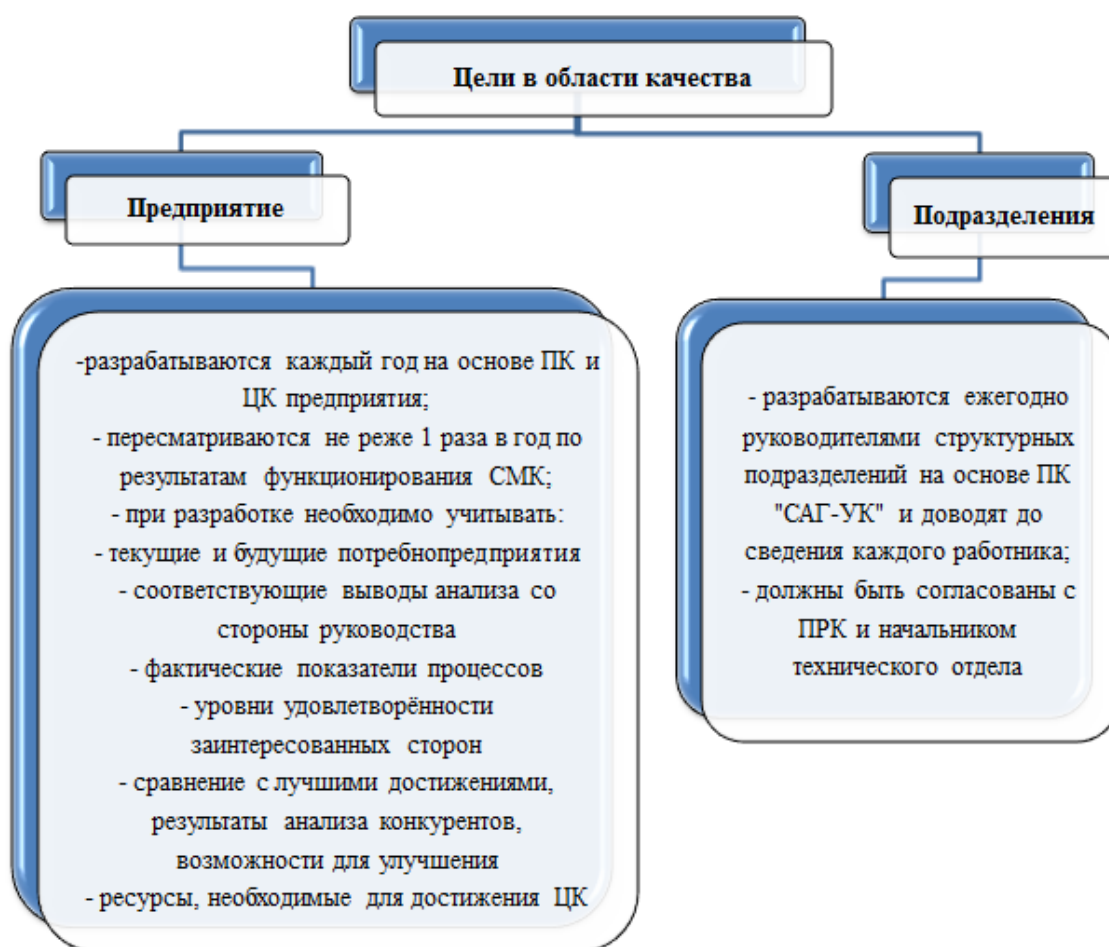 Цели в области качества
Предприятие
Подразделения
-разрабатываются каждый год на основе ПК и
ЦК предприятия;
- пересматриваются не реже 1 раза в год по
результатам функционирования СМК;
- при разработке необходимо учитывать:
- текущие и будущие потребнопредприятия
- соответствующие выводы анализа со
стороны руководства
- фактические показатели процессов
- уровни удовлетворённости
заинтересованных сторон
- сравнение с лучшими достижениями,
результаты анализа конкурентов,
возможности для улучшения
- ресурсы, необходимые для достижения ЦК
- разрабатываются ежегодно
руководителями структурных
подразделений на основе ПК
"САГ-УК" и доводят до
сведения каждого работника;
- должны быть согласованы с
ПРК и начальником
технического отдела